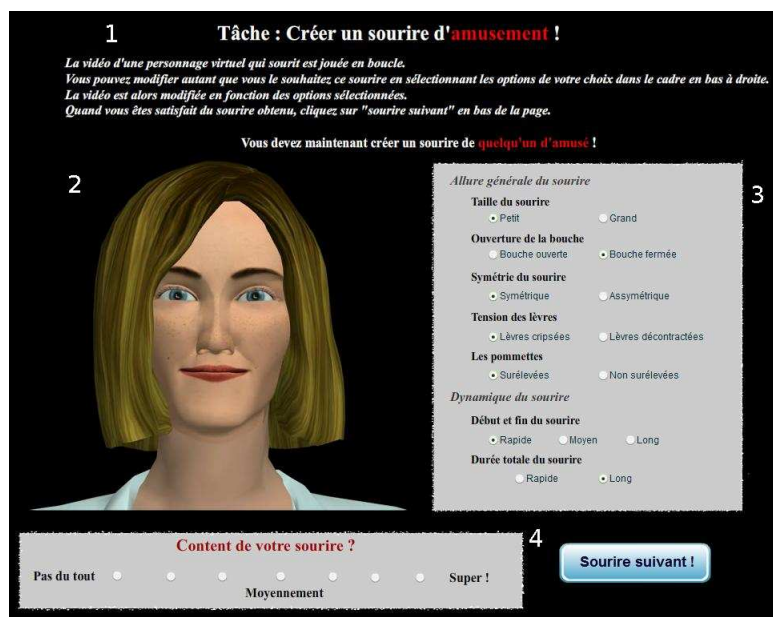 1
Tâche : Créer un sourire d'amusement !
La vidéo d'une personnage virtuel qui sourit est jouée en boucle.
Vous pouvez modifier autant que vous le souhaitez ce sourire en sélectionnant les options de votre choix dans le cadre en bas à droite.
La vidéo est alors modifiée en fonction des options sélectionnées.
Quand vous êtes satisfait du sourire obtenu, cliquez sur "sourire suivant" en bas de la page.
Vous devez maintenant créer un sourire de quelqu'un d'amusé !
2
3
Allure générale du sourire
Taille du sourire
Petit Grand
Ouverture de la bouche
Bouche ouverte Bouche fermée
Symétrie du sourire
Symétrique Assymétrique
Tension des lèvres
Lèvres cripsées Lèvres décontractées
Les pommettes
Surélevées Non surélevées
Dynamique du sourire
Début et fin du sourire
Rapide Moyen Long
Durée totale du sourire
Rapide Long
4
Content de votre sourire ?
Pas du tout Super !
Moyennement
Sourire suivant !